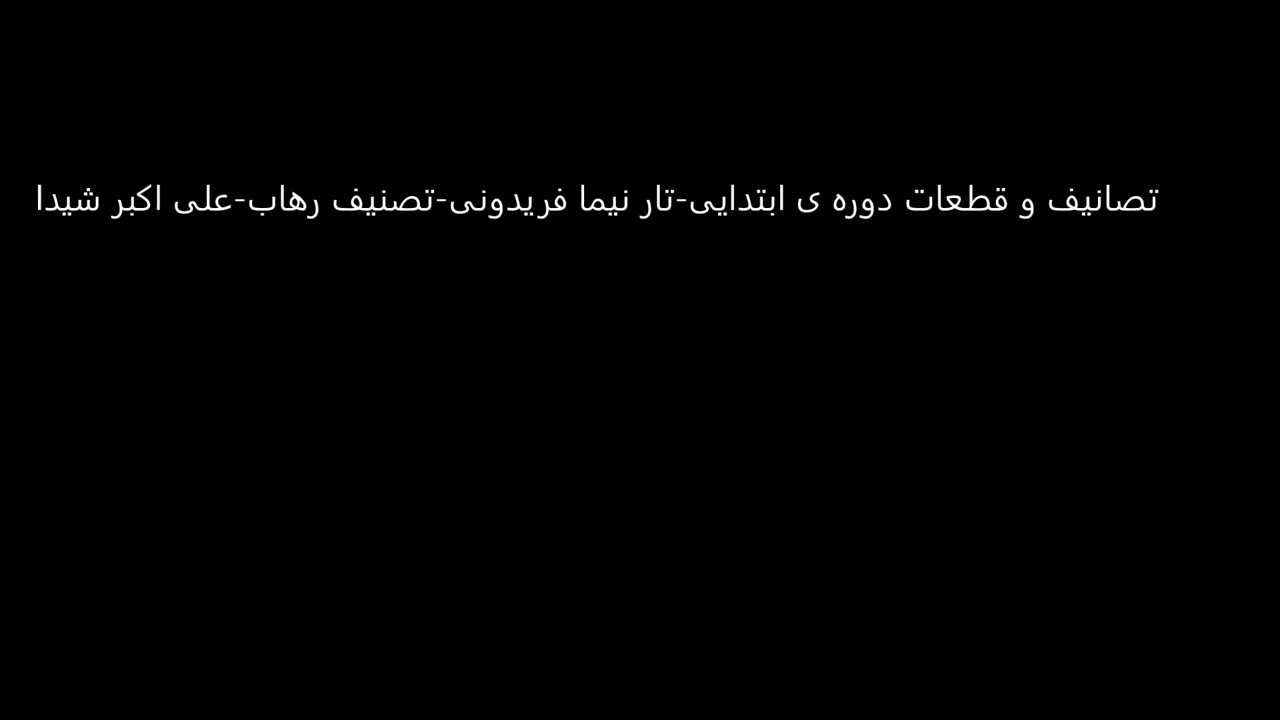 تصانیف و قطعات دوره ی ابتدایی-تار نیما فریدونی-تصنیف رهاب-علی اکبر شیدا